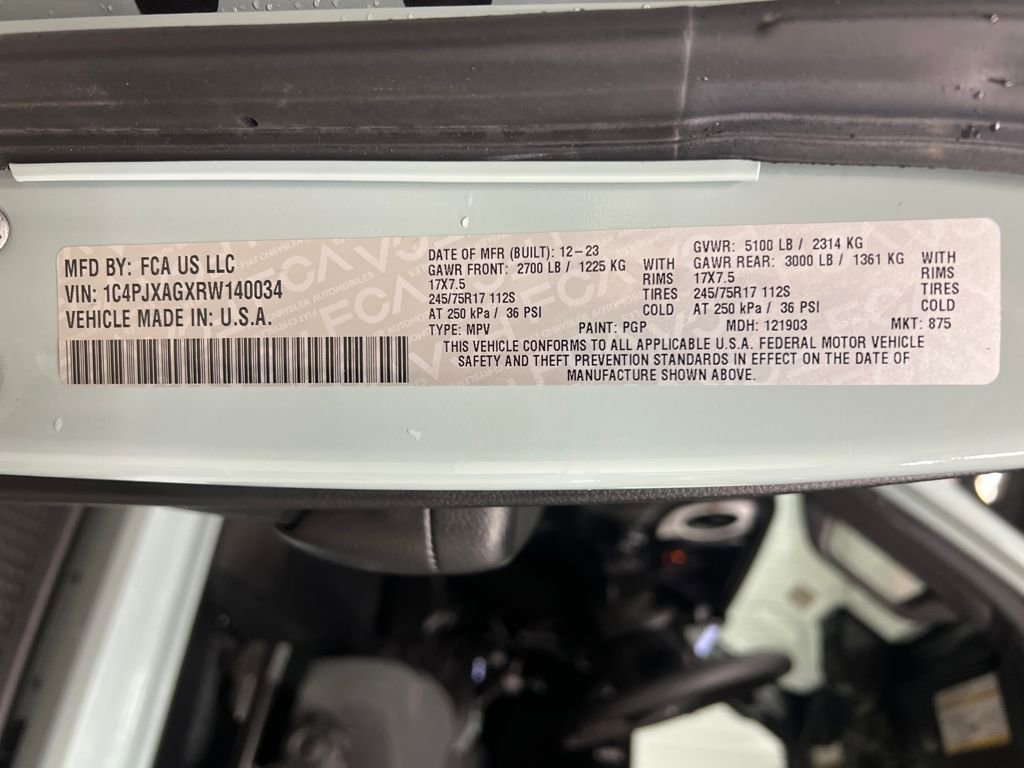 MFD BY: FCA US LLC
VIN: 1C4PJXAGXRW140034
VEHICLE MADE IN: U.S.A.
DATE OF MFR (BUILT): 12-23
GAWR FRONT: 2700 LB / 1225 KG WITH
17X7.5 RIMS
245/75R17 112S TIRES
AT 250 kPa / 36 PSI COLD
GVWR: 5100 LB / 2314 KG
GAWR REAR: 3000 LB / 1361 KG WITH
17X7.5 RIMS
245/75R17 112S TIRES
AT 250 kPa / 36 PSI COLD
TYPE: MPV PAINT: PGP MDH: 121903 MKT: 875
THIS VEHICLE CONFORMS TO ALL APPLICABLE U.S.A. FEDERAL MOTOR VEHICLE
SAFETY AND THEFT PREVENTION STANDARDS IN EFFECT ON THE DATE OF
MANUFACTURE SHOWN ABOVE.